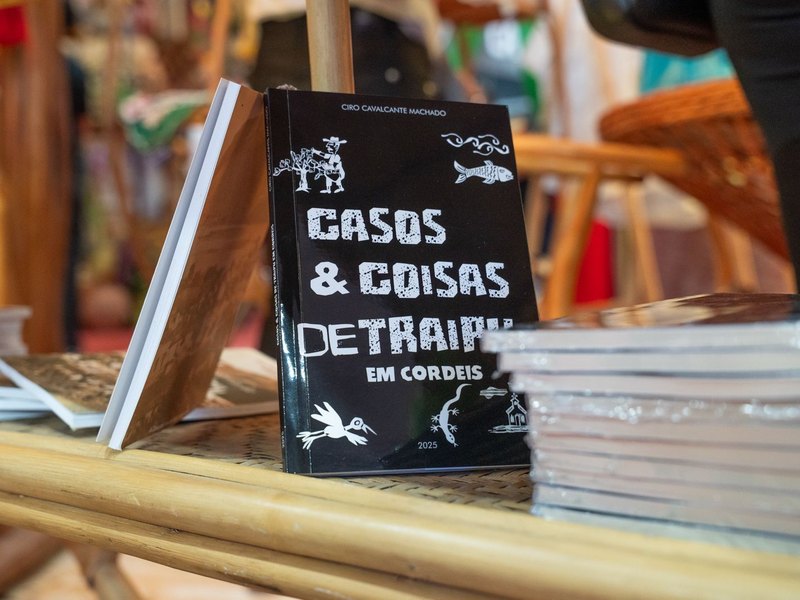 CIRO CAVALCANTE MACHADO
CASOS
& COISAS
DE TRAIPU
EM CORDEIS
2025